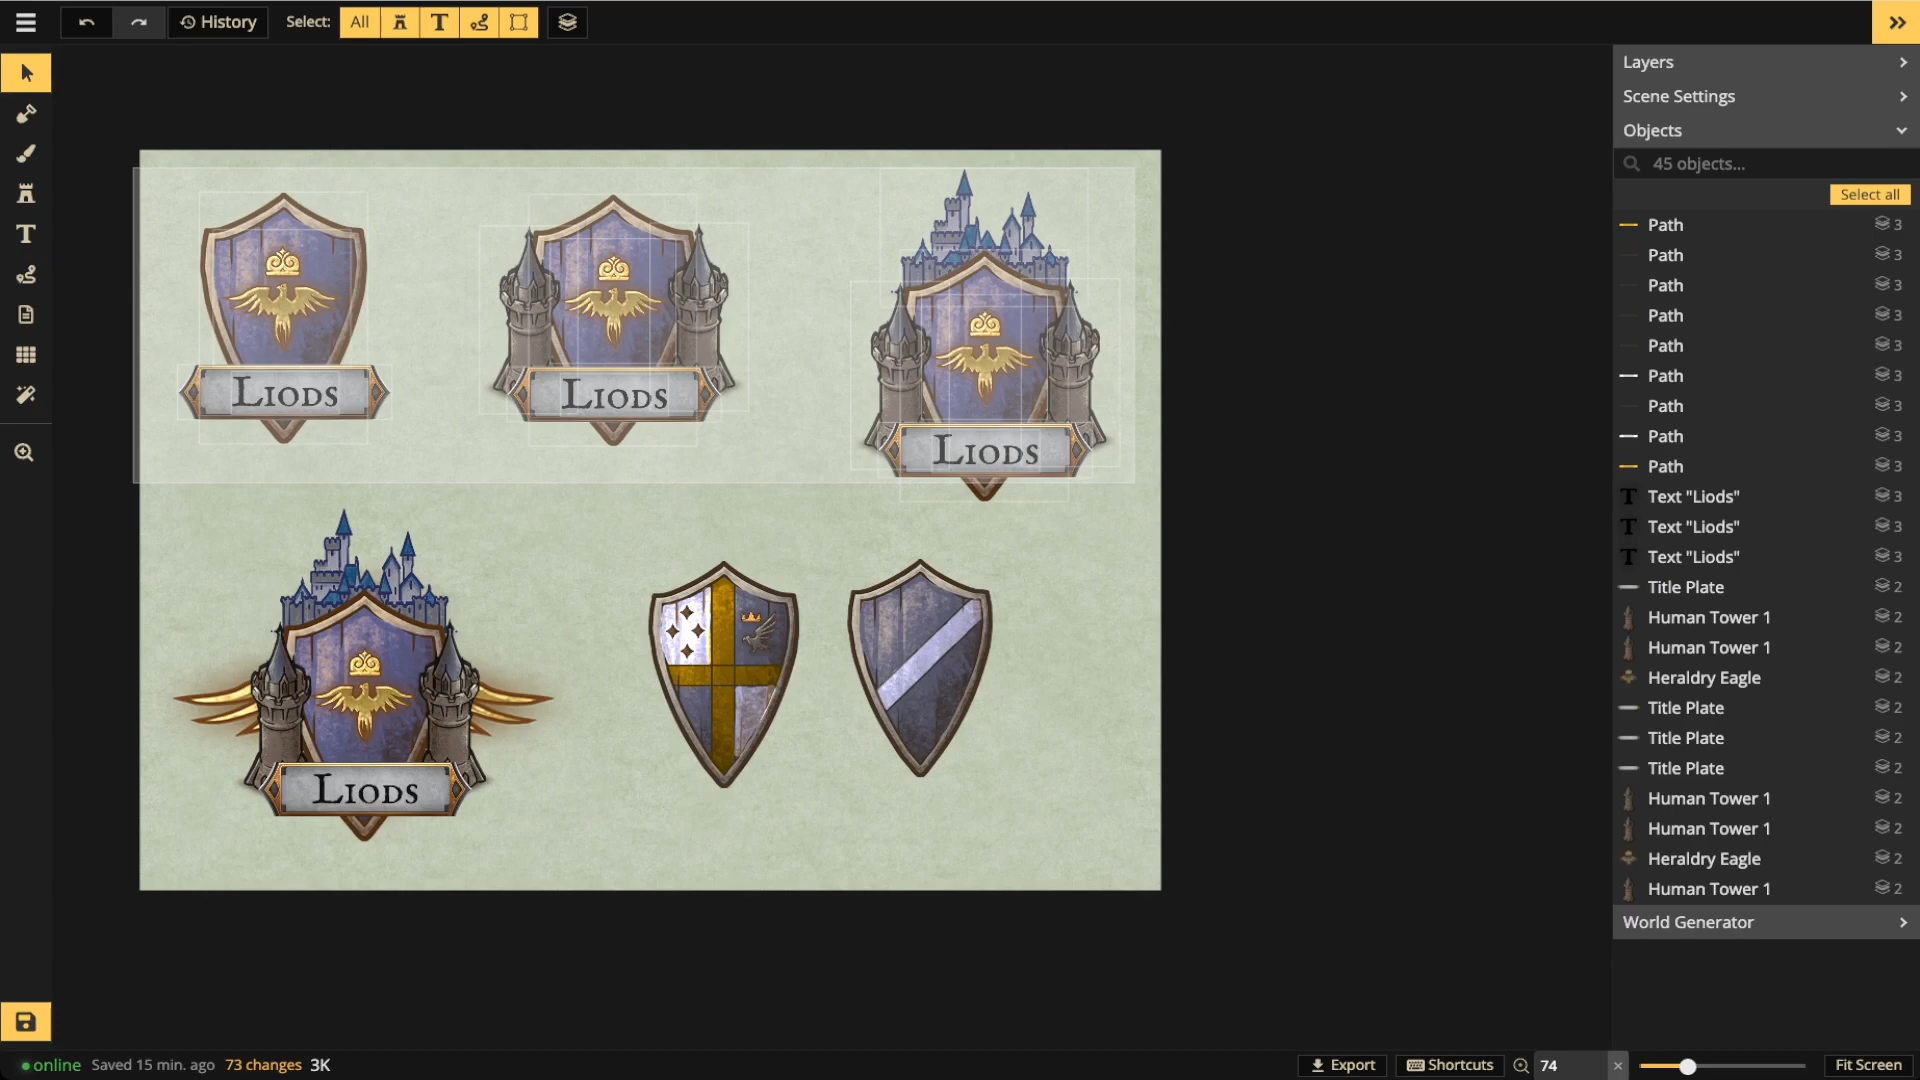 History
Select:
All
Layers
Scene Settings
Objects
45 objects...
Select all
Path 3
Path 3
Path 3
Path 3
Path 3
Path 3
Path 3
Path 3
Path 3
T Text "Liods" 3
T Text "Liods" 3
T Text "Liods" 3
Title Plate 2
Human Tower 1 2
Human Tower 1 2
Heraldry Eagle 2
Title Plate 2
Title Plate 2
Title Plate 2
Human Tower 1 2
Human Tower 1 2
Heraldry Eagle 2
Human Tower 1 2
World Generator
Liods
Liods
Liods
Liods
online Saved 15 min. ago 73 changes 3K
Export
Shortcuts
74
Fit Screen